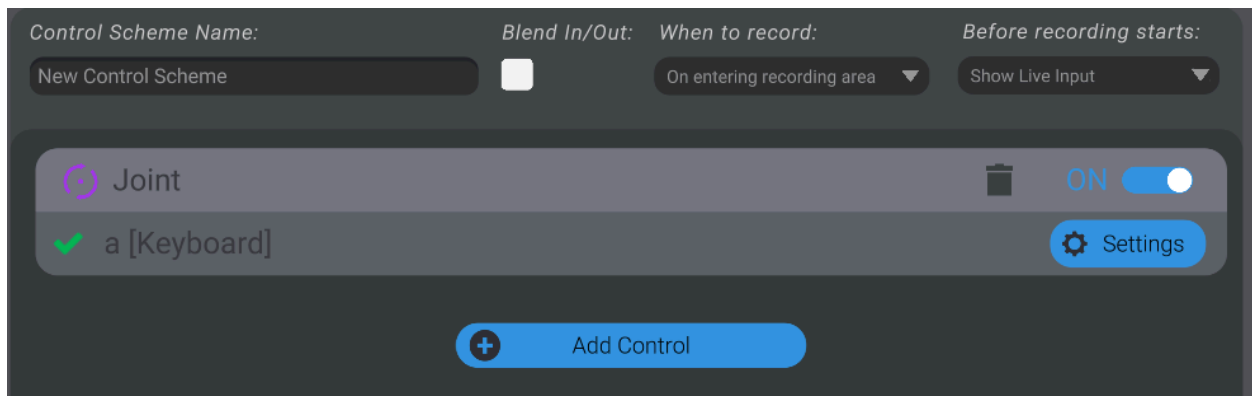 Control Scheme Name:
Blend In/Out:
When to record:
Before recording starts:
New Control Scheme
On entering recording area
Show Live Input
Joint
ON
a [Keyboard]
Settings
Add Control